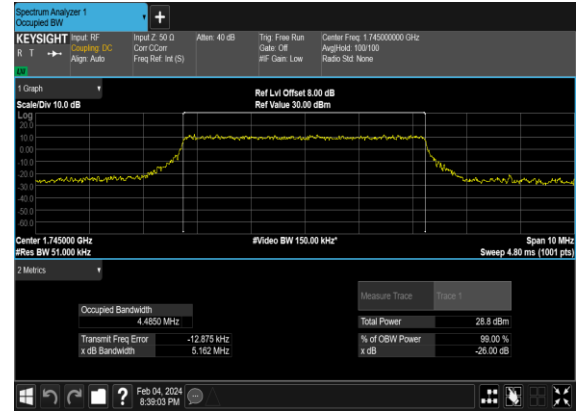 Spectrum Analyzer 1
Occupied BW
+
KEYSIGHT Input: RF Input Z: 50 Ω Atten: 40 dB Trig: Free Run Center Freq: 1.745000000 GHz
R T Coupling: DC Corr CCorr Gate: Off Avg|Hold: 100/100
Align: Auto Freq Ref: Int (S) #IF Gain: Low Radio Std: None
LU
1 Graph
Ref Lvl Offset 8.00 dB
Scale/Div 10.0 dB Ref Value 30.00 dBm
Log
20.0
10.0
0.00
-10.0
-20.0
-30.0
-40.0
-50.0
-60.0
Center 1.745000 GHz #Video BW 150.00 kHz* Span 10 MHz
#Res BW 51.000 kHz Sweep 4.80 ms (1001 pts)
2 Metrics
Measure Trace Trace 1
Occupied Bandwidth
4.4850 MHz Total Power 28.8 dBm
Transmit Freq Error -12.875 kHz % of OBW Power 99.00 %
x dB Bandwidth 5.162 MHz x dB -26.00 dB
? Feb 04, 2024
8:39:03 PM